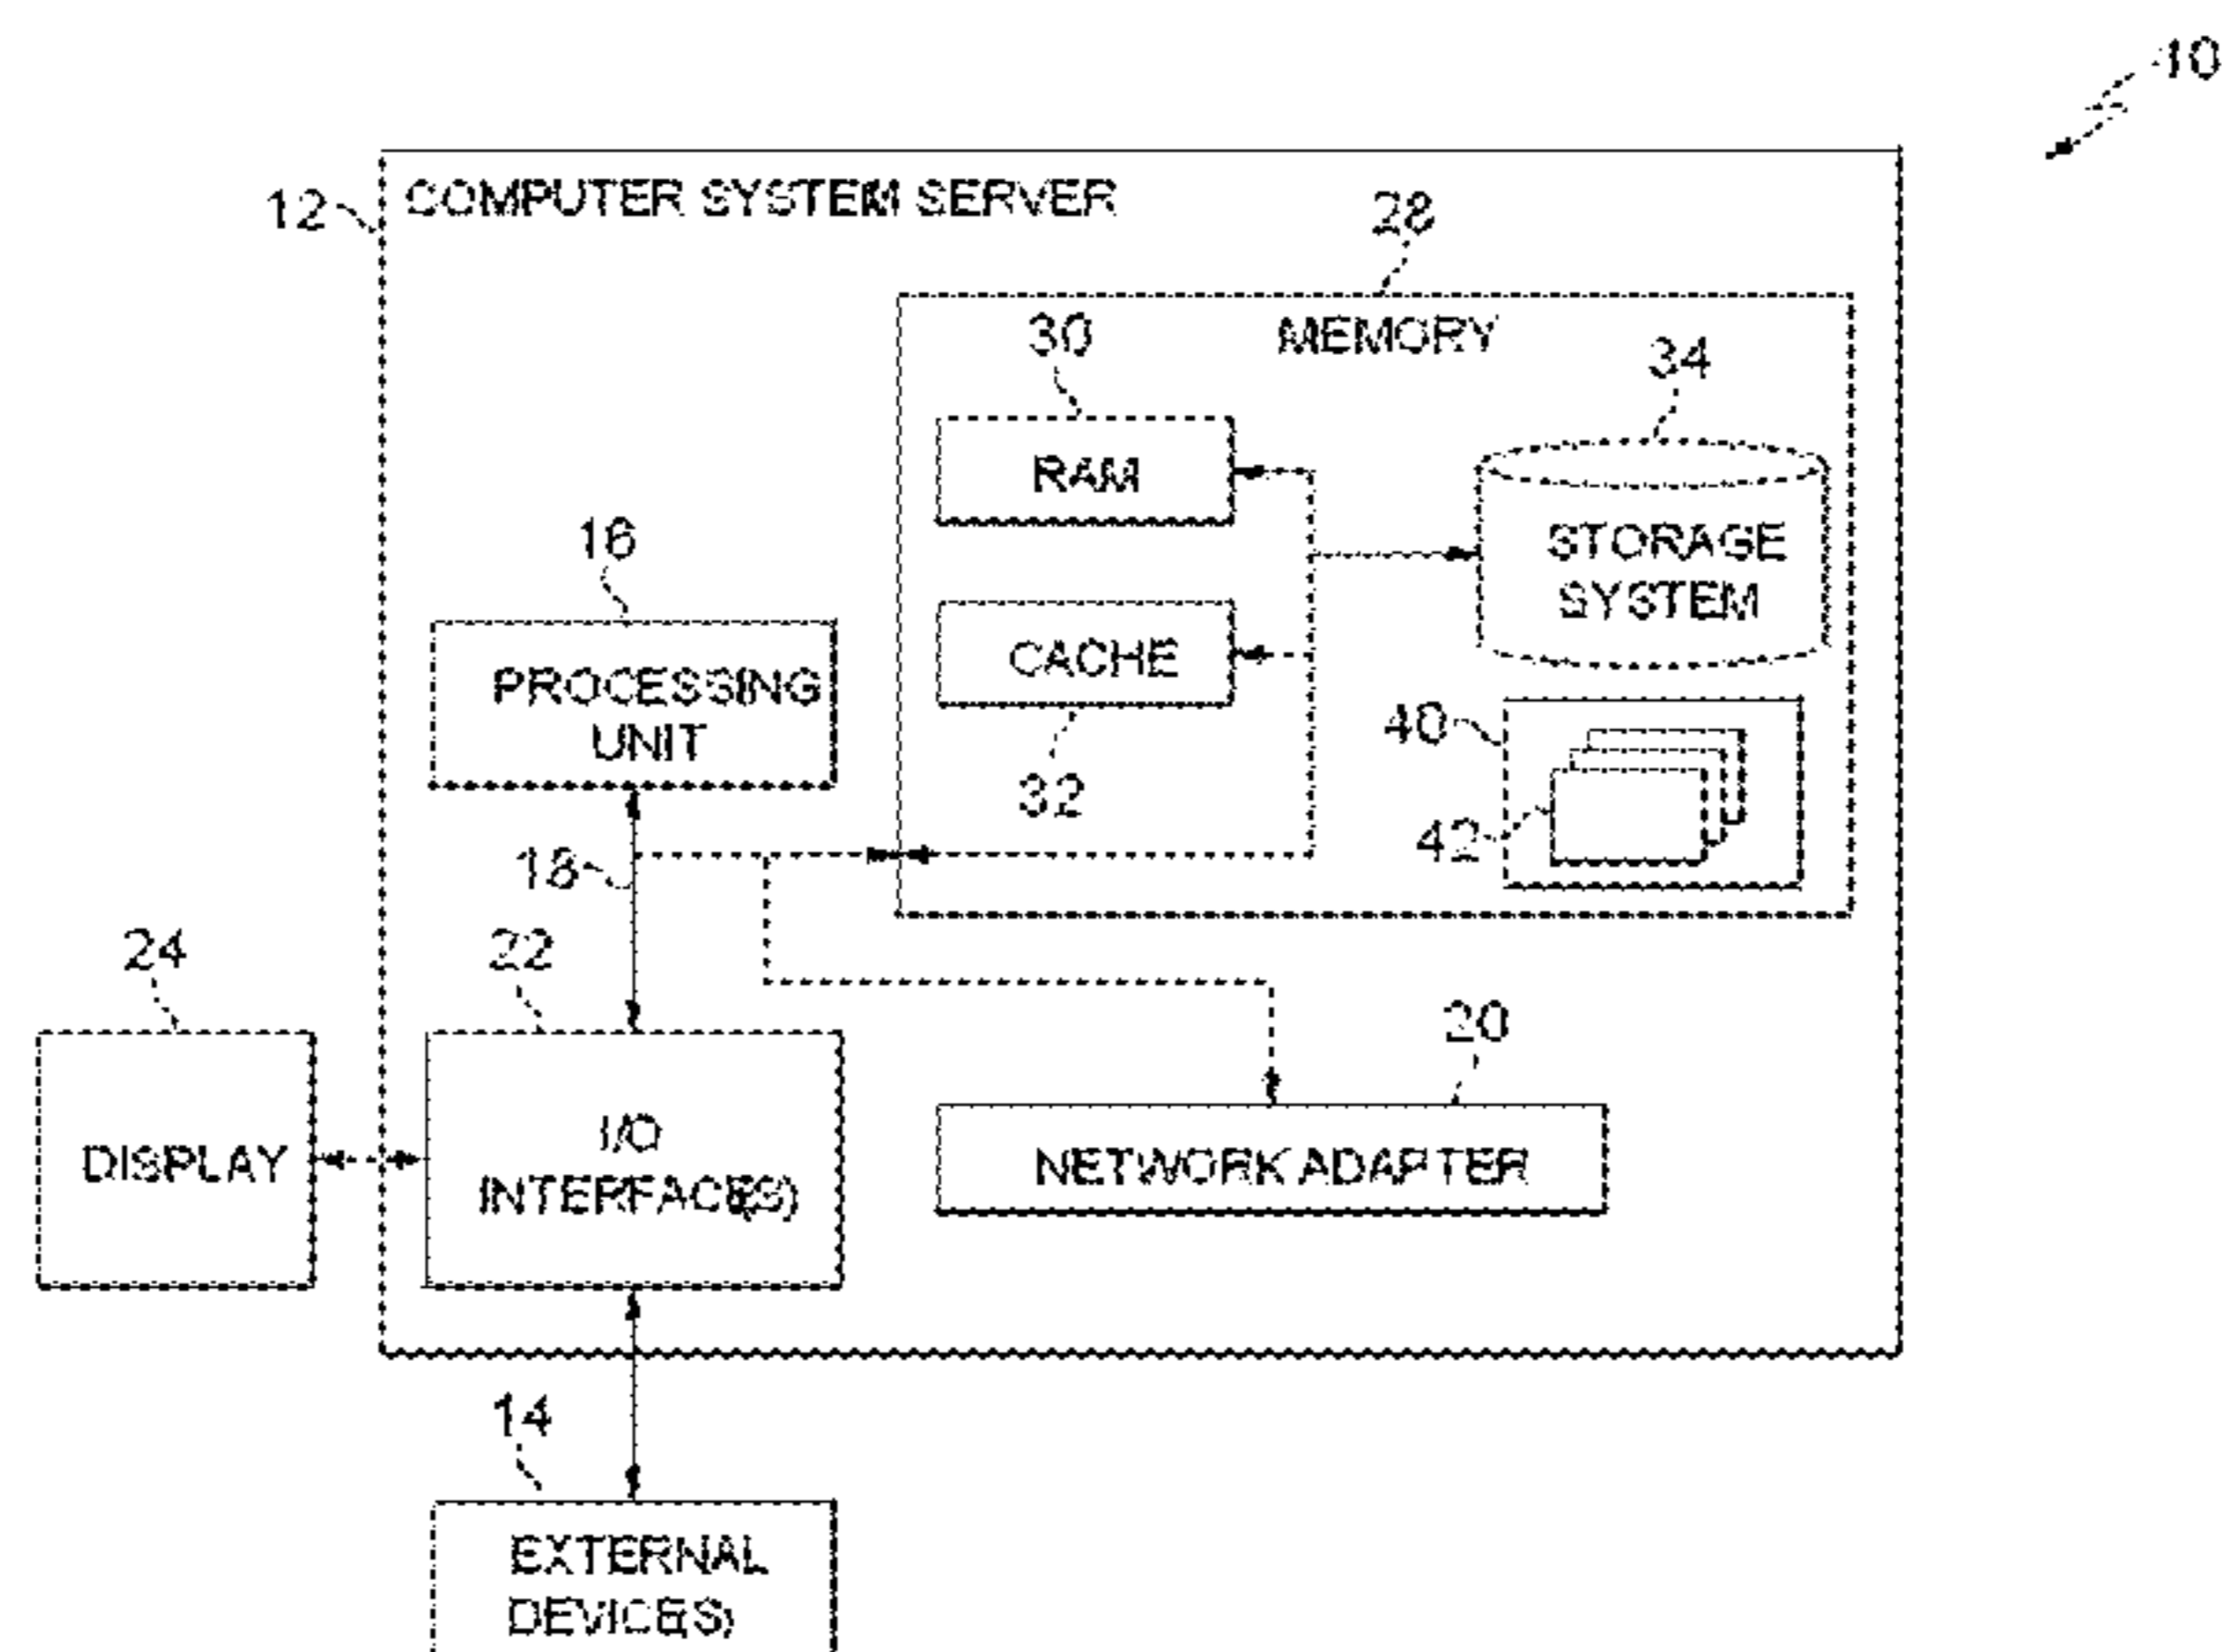 10
12
COMPUTER SYSTEM SERVER
28
MEMORY
30
34
RAM
STORAGE
SYSTEM
16
CACHE
PROCESSING
UNIT
40
32
42
18
24
22
20
DISPLAY
I/O
INTERFACE(S)
NETWORK ADAPTER
14
EXTERNAL
DEVICE(S)